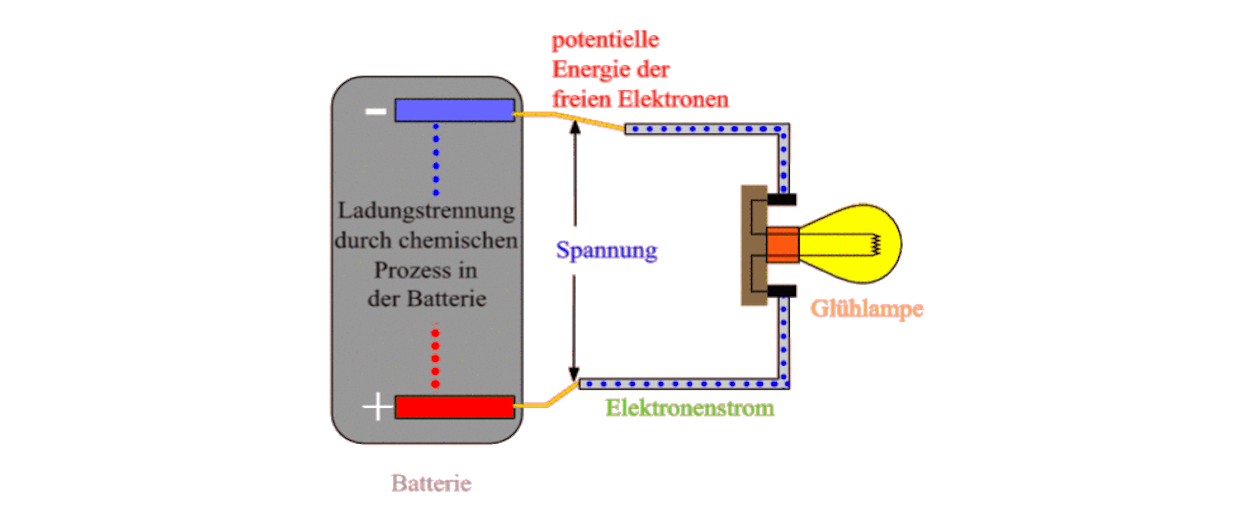 potentielle
Energie der
freien Elektronen
-
Ladungstrennung
durch chemischen
Prozess in
der Batterie
Spannung
Glühlampe
+
Elektronenstrom
Batterie